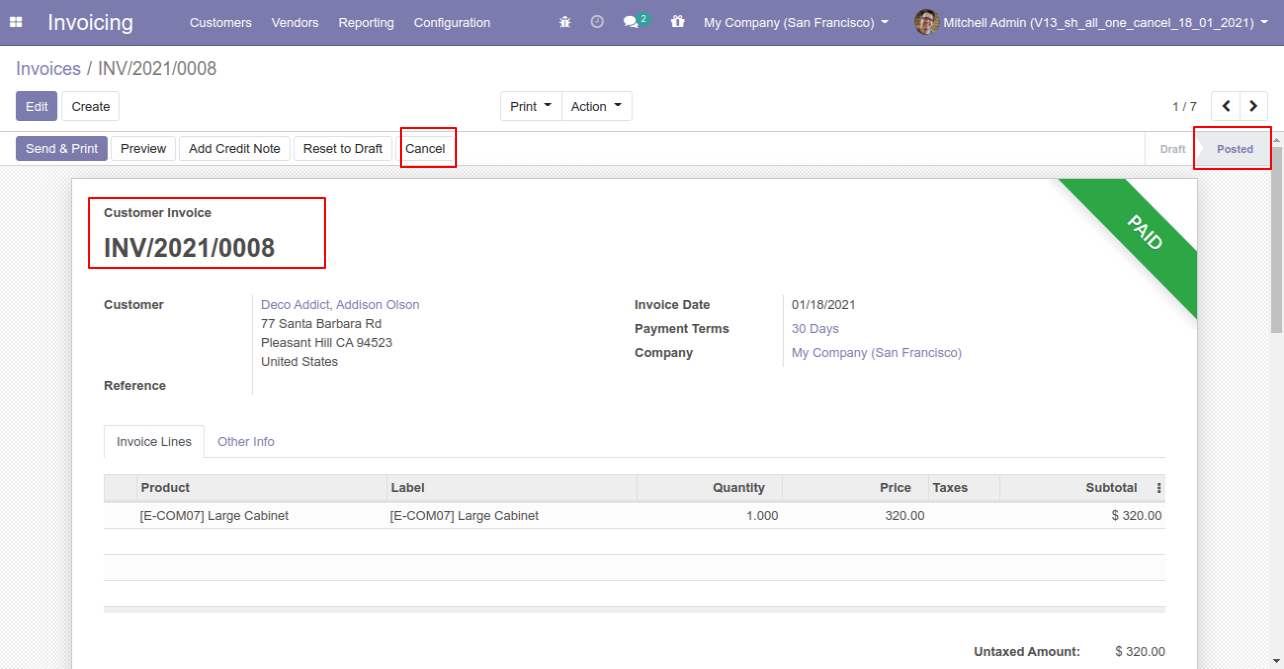 Invoicing Customers Vendors Reporting Configuration 2 My Company (San Francisco) Mitchell Admin (V13_sh_all_one_cancel_18_01_2021)
Invoices / INV/2021/0008
Edit Create Print Action 1 / 7
Send & Print Preview Add Credit Note Reset to Draft Cancel Draft Posted
Customer Invoice
INV/2021/0008
PAID
Customer Deco Addict, Addison Olson Invoice Date 01/18/2021
77 Santa Barbara Rd Payment Terms 30 Days
Pleasant Hill CA 94523 Company My Company (San Francisco)
United States
Reference
Invoice Lines Other Info
Product Label Quantity Price Taxes Subtotal
[E-COM07] Large Cabinet [E-COM07] Large Cabinet 1.000 320.00 $ 320.00
Untaxed Amount: $ 320.00